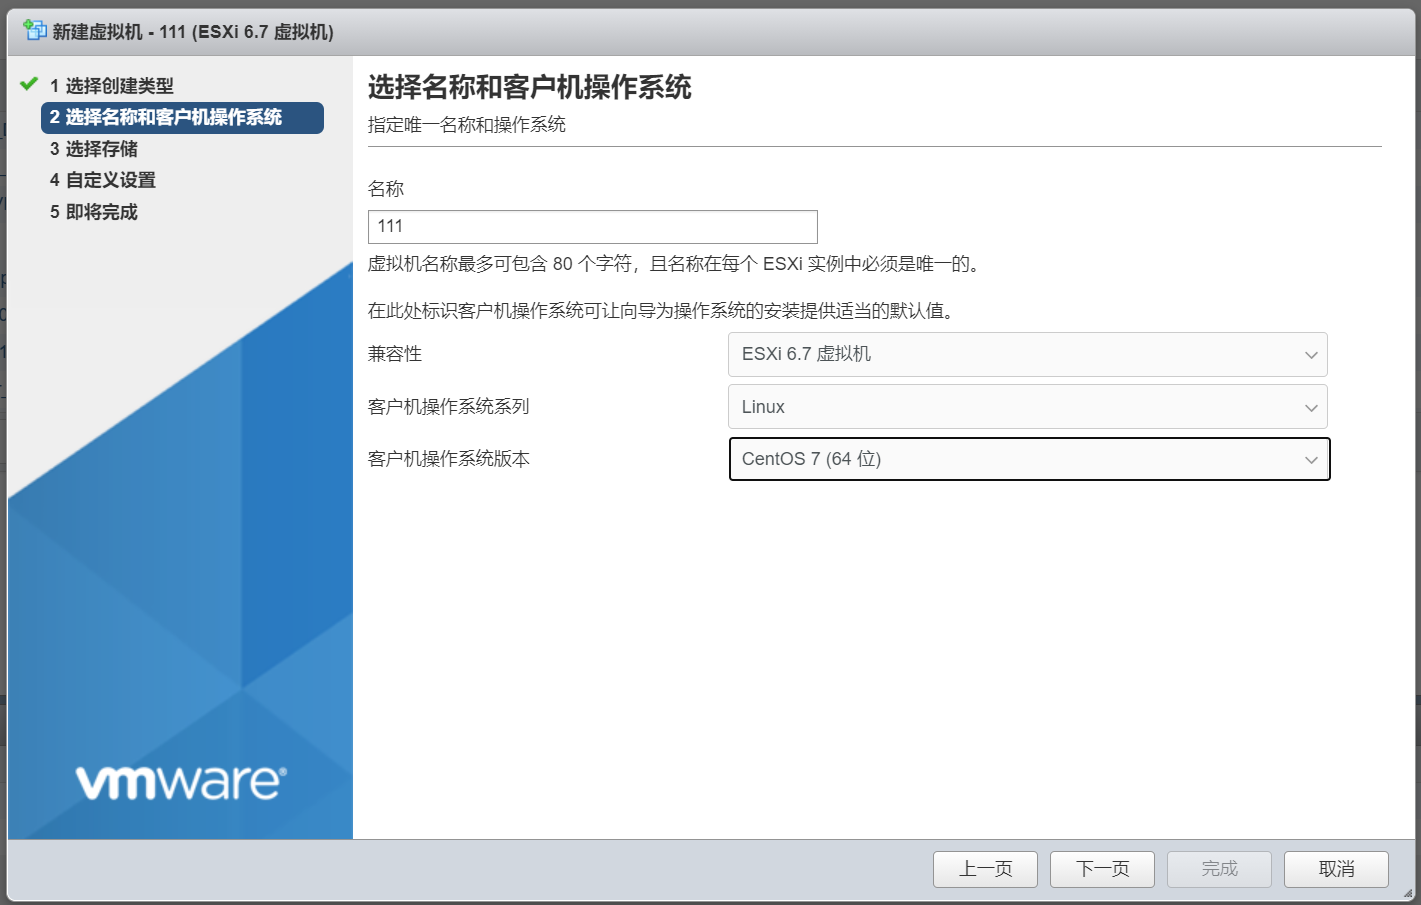 新建虚拟机 - 111 (ESXi 6.7 虚拟机)
1 选择创建类型
2 选择名称和客户机操作系统
3 选择存储
4 自定义设置
5 即将完成
vmware®
选择名称和客户机操作系统
指定唯一名称和操作系统
名称
111
虚拟机名称最多可包含 80 个字符，且名称在每个 ESXi 实例中必须是唯一的。
在此处标识客户机操作系统可让向导为操作系统的安装提供适当的默认值。
兼容性
ESXi 6.7 虚拟机
客户机操作系统系列
Linux
客户机操作系统版本
CentOS 7 (64 位)
上一页
下一页
完成
取消